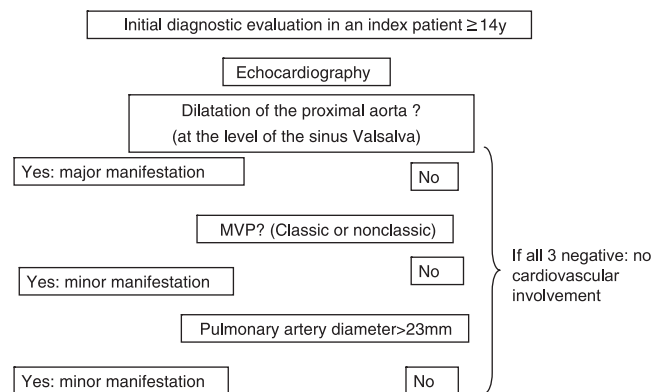 Initial diagnostic evaluation in an index patient ≥14y
Echocardiography
Dilatation of the proximal aorta ?
(at the level of the sinus Valsalva)
Yes: major manifestation
No
MVP? (Classic or nonclassic)
No
Yes: minor manifestation
If all 3 negative: no
cardiovascular
involvement
Pulmonary artery diameter>23mm
Yes: minor manifestation
No